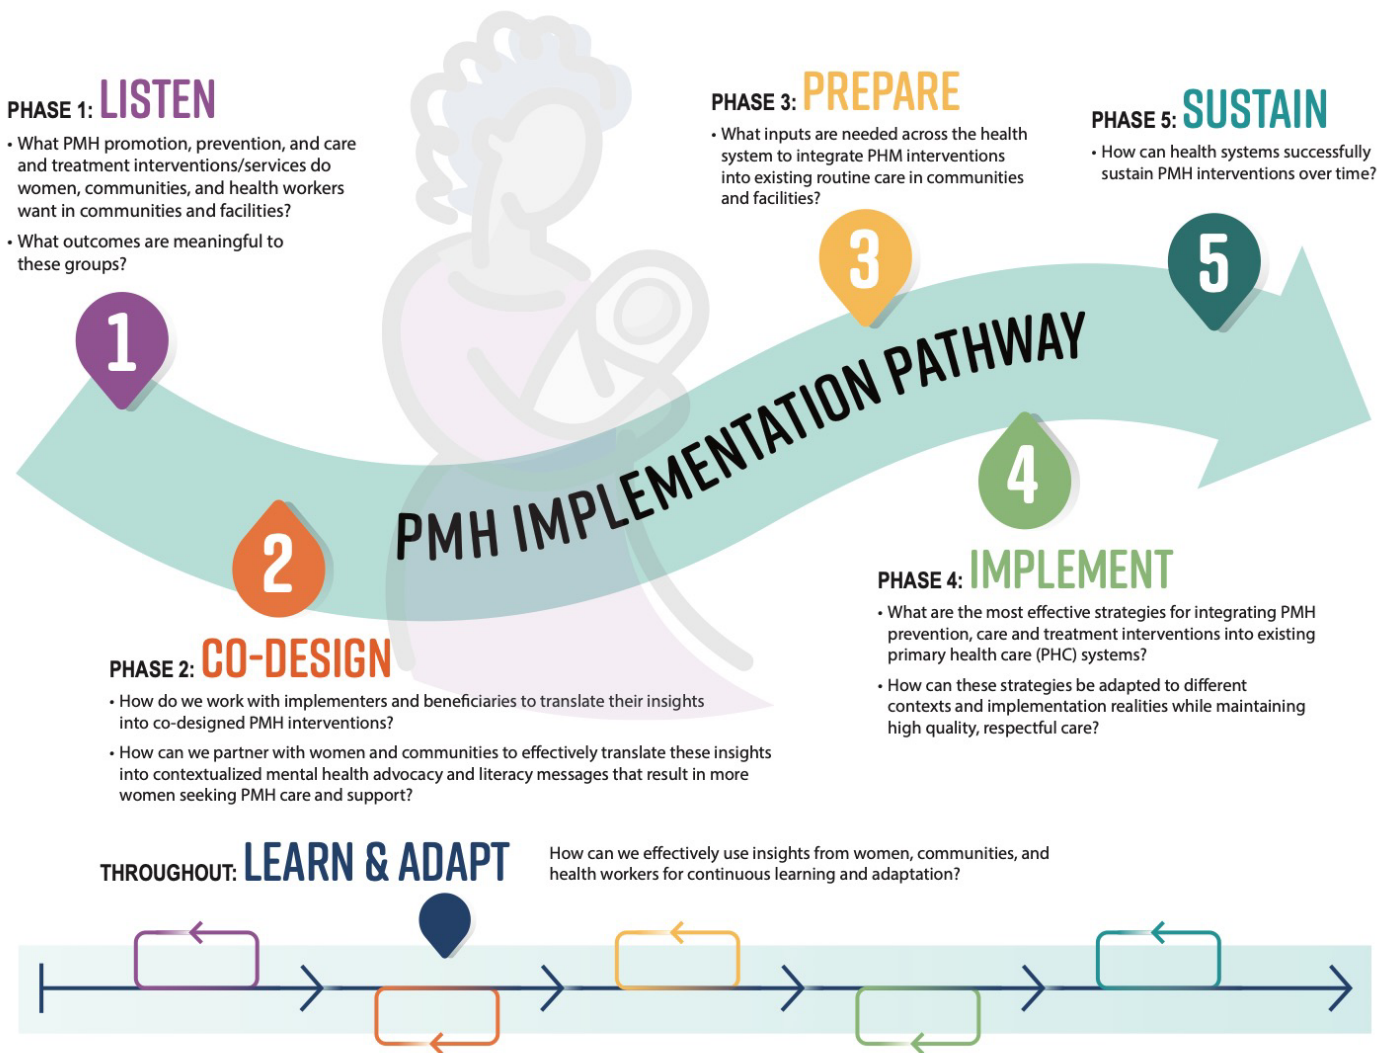 PHASE 1: LISTEN
• What PMH promotion, prevention, and care
and treatment interventions/services do
women, communities, and health workers
want in communities and facilities?
• What outcomes are meaningful to
these groups?
1
PHASE 2: CO-DESIGN
• How do we work with implementers and beneficiaries to translate their insights
into co-designed PMH interventions?
• How can we partner with women and communities to effectively translate these insights
into contextualized mental health advocacy and literacy messages that result in more
women seeking PMH care and support?
2
PMH IMPLEMENTATION PATHWAY
PHASE 3: PREPARE
• What inputs are needed across the health
system to integrate PHM interventions
into existing routine care in communities
and facilities?
3
PHASE 4: IMPLEMENT
• What are the most effective strategies for integrating PMH
prevention, care and treatment interventions into existing
primary health care (PHC) systems?
• How can these strategies be adapted to different
contexts and implementation realities while maintaining
high quality, respectful care?
4
PHASE 5: SUSTAIN
• How can health systems successfully
sustain PMH interventions over time?
5
THROUGHOUT: LEARN & ADAPT
How can we effectively use insights from women, communities, and
health workers for continuous learning and adaptation?